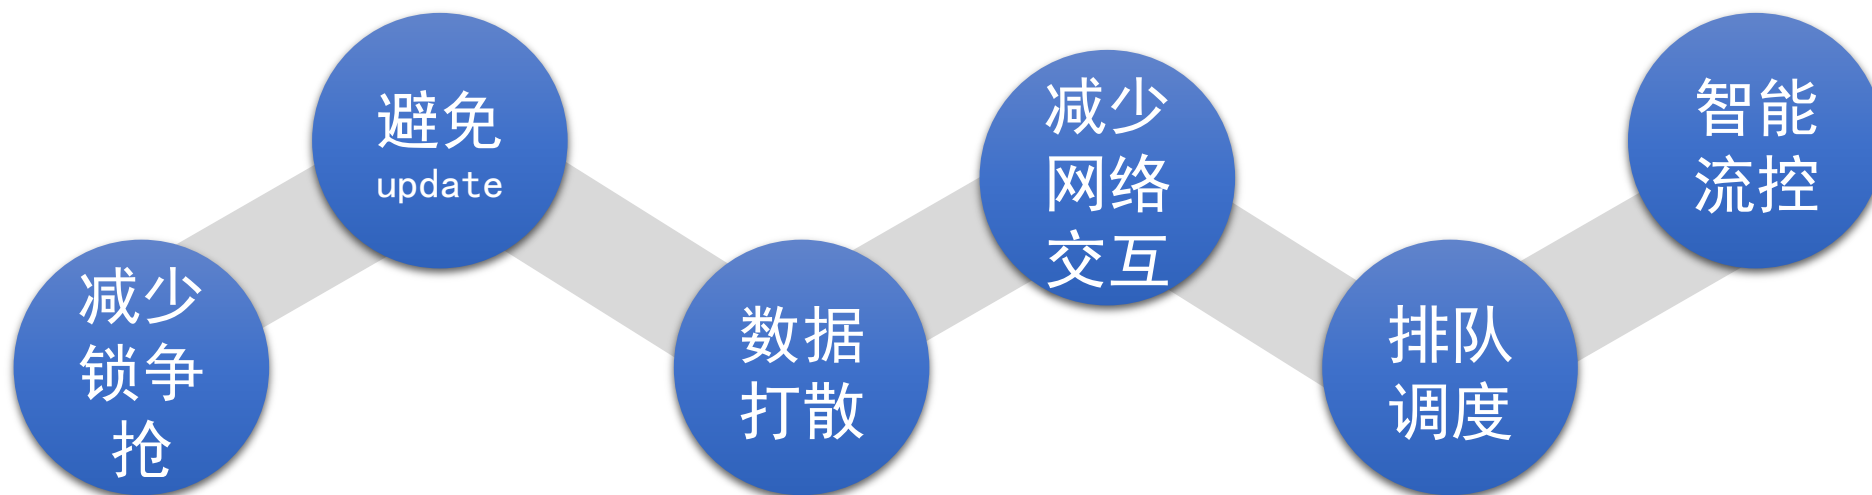 减少
锁争
抢
避免
update
数据
打散
减少
网络
交互
排队
调度
智能
流控